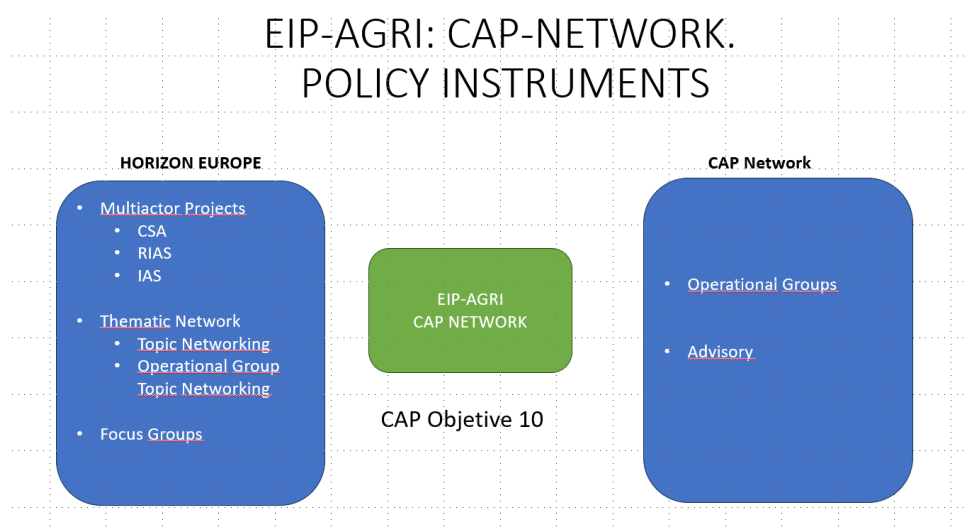 EIP-AGRI: CAP-NETWORK.
POLICY INSTRUMENTS
HORIZON EUROPE
• Multiactor Projects
• CSA
• RIAS
• IAS
• Thematic Network
• Topic Networking
• Operational Group
Topic Networking
• Focus Groups
EIP-AGRI
CAP NETWORK
CAP Objetive 10
CAP Network
• Operational Groups
• Advisory